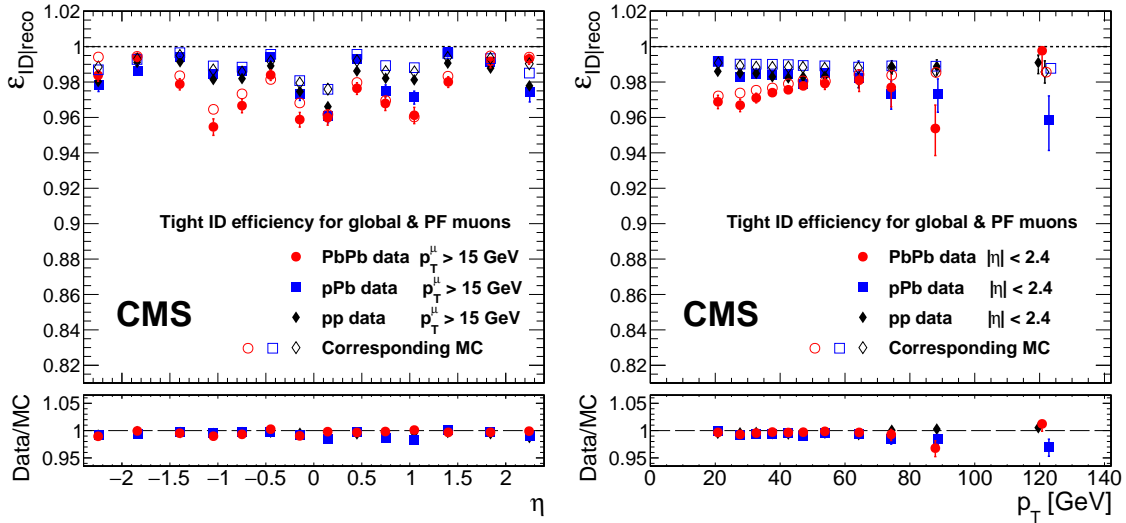 ε_ID|reco
1.02
1
0.98
0.96
0.94
0.92
0.9
0.88
0.86
0.84
0.82
Tight ID efficiency for global & PF muons
PbPb data p_T^μ > 15 GeV
pPb data p_T^μ > 15 GeV
pp data p_T^μ > 15 GeV
Corresponding MC
CMS
Data/MC
1.05
1
0.95
−2 −1.5 −1 −0.5 0 0.5 1 1.5 2
η
ε_ID|reco
1.02
1
0.98
0.96
0.94
0.92
0.9
0.88
0.86
0.84
0.82
Tight ID efficiency for global & PF muons
PbPb data |η| < 2.4
pPb data |η| < 2.4
pp data |η| < 2.4
Corresponding MC
CMS
Data/MC
1.05
1
0.95
0 20 40 60 80 100 120 140
p_T [GeV]